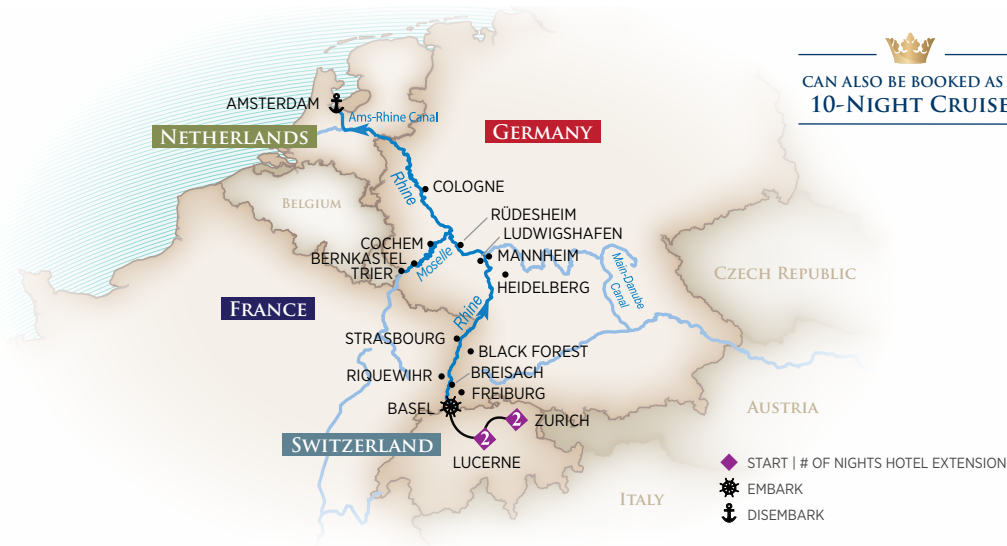 CAN ALSO BE BOOKED AS
10-NIGHT CRUISE
AMSTERDAM
Ams-Rhine Canal
NETHERLANDS
GERMANY
Rhine
COLOGNE
BELGIUM
RÜDESHEIM
LUDWIGSHAFEN
COCHEM
MANNHEIM
BERNKASTEL
Moselle
TRIER
HEIDELBERG
Main-Danube
Canal
CZECH REPUBLIC
FRANCE
Rhine
STRASBOURG
BLACK FOREST
RIQUEWIHR
BREISACH
FREIBURG
BASEL
AUSTRIA
2
ZURICH
2
SWITZERLAND
LUCERNE
ITALY
START | # OF NIGHTS HOTEL EXTENSION
EMBARK
DISEMBARK